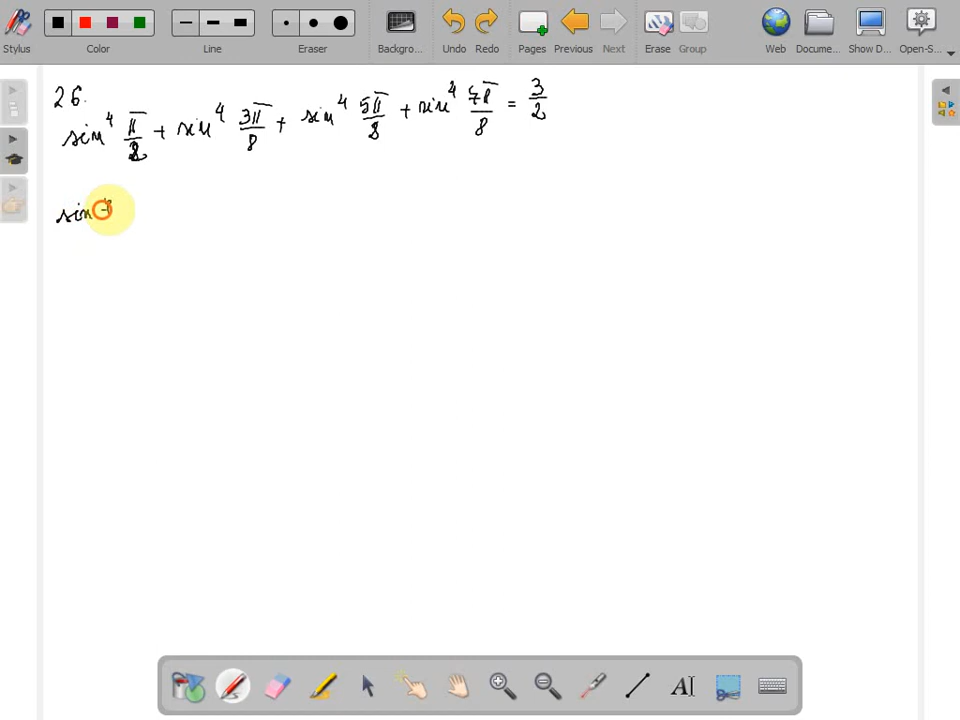 Stylus Color Line Eraser Backgro... Undo Redo Pages Previous Next Erase Group Web Docume... Show D... Open-S...
26.
sin⁴ π/8 + sin⁴ 3π/8 + sin⁴ 5π/8 + sin⁴ 7π/8 = 3/2
sin